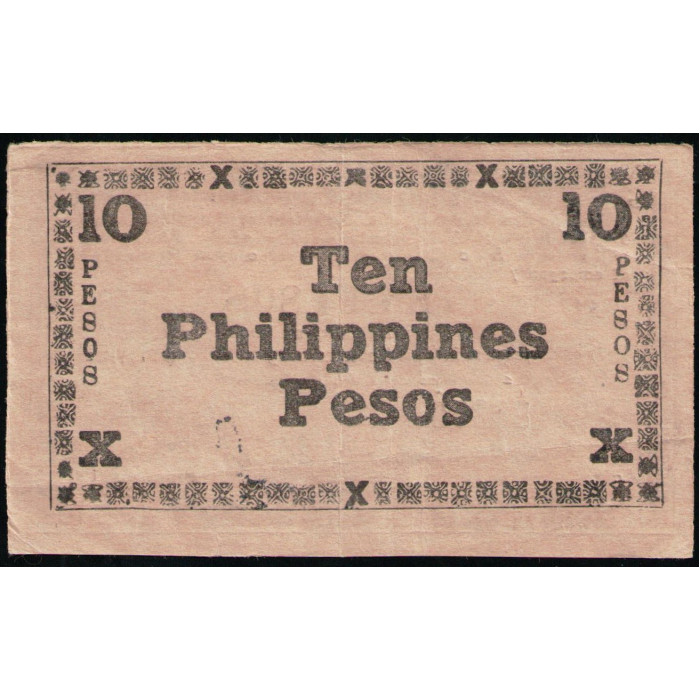 X X
10 10
Ten
Philippines
Pesos
PESOS
PESOS
X X
X